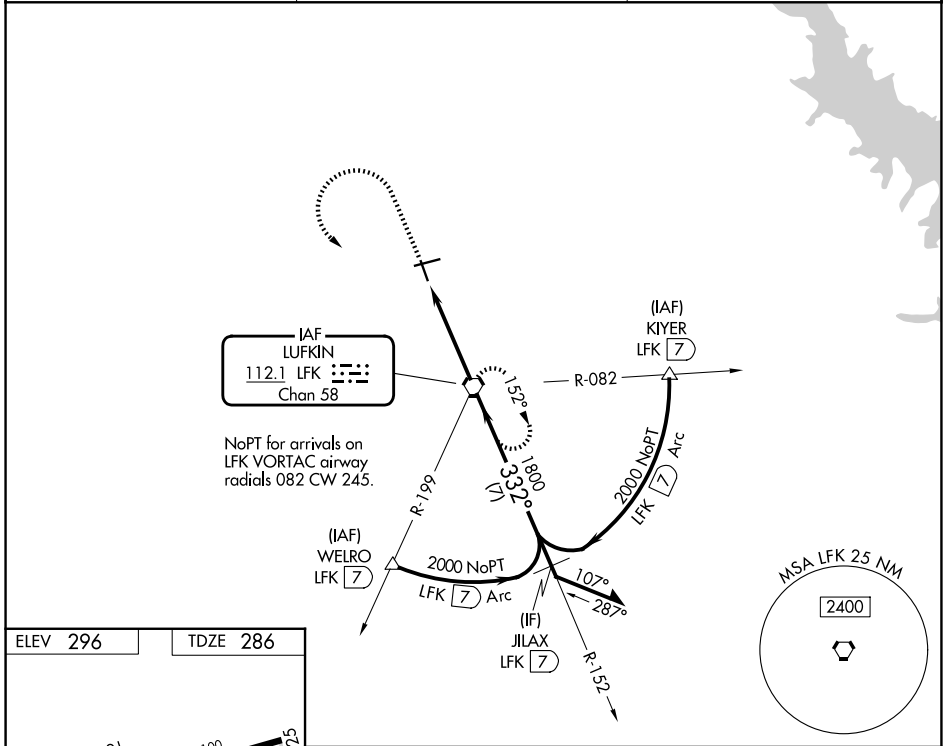 IAF
LUFKIN
112.1 LFK
Chan 58
NoPT for arrivals on
LFK VORTAC airway
radials 082 CW 245.
(IAF)
KIYER
LFK 7
R-082
152°
1800
332°
(7)
2000 NoPT
LFK 7 Arc
R-199
(IAF)
WELRO
LFK 7
2000 NoPT
LFK 7 Arc
107°
287°
(IF)
JILAX
LFK 7
R-152
MSA LFK 25 NM
2400
ELEV 296
TDZE 286
25